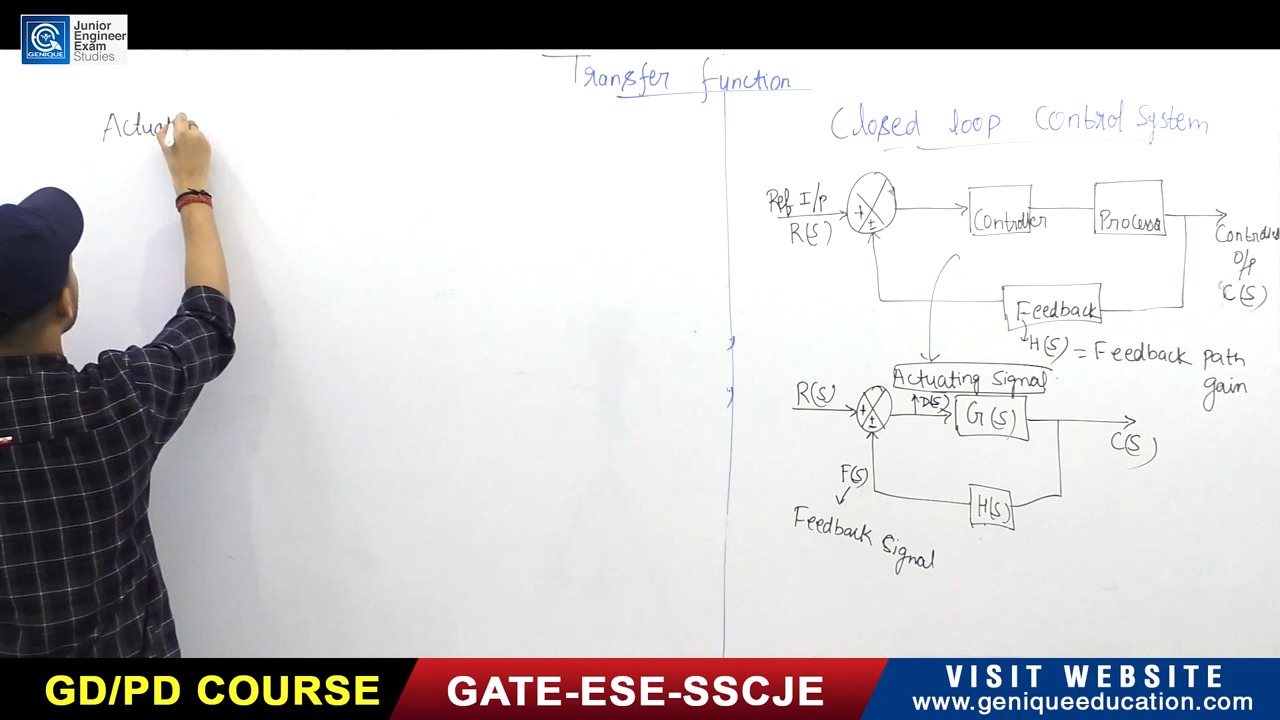 Junior
Engineer
Exam
Studies
GENIQUE
Transfer function
Actuat
Closed loop Control System
Ref I/p
R(s)
+
±
Controller
Process
Controlled
O/p
C(s)
Feedback
H(s) = Feedback path
gain
Actuating Signal
R(s)
+
±
D(s)
G(s)
C(s)
F(s)
H(s)
Feedback Signal
GD/PD COURSE
GATE-ESE-SSCJE
VISIT WEBSITE
www.geniqueeducation.com